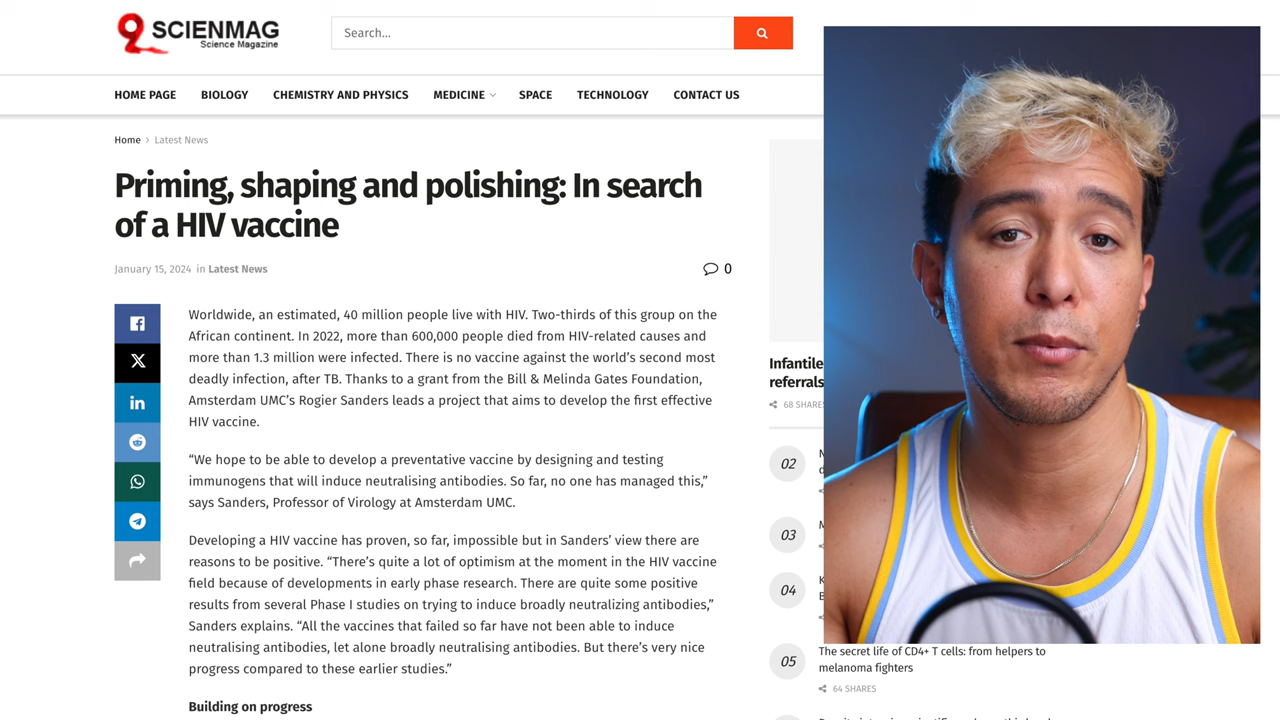 SCIENMAG
Science Magazine
Search...
HOME PAGE BIOLOGY CHEMISTRY AND PHYSICS MEDICINE SPACE TECHNOLOGY CONTACT US
Home > Latest News
Priming, shaping and polishing: In search
of a HIV vaccine
January 15, 2024 in Latest News
0
Worldwide, an estimated, 40 million people live with HIV. Two-thirds of this group on the
African continent. In 2022, more than 600,000 people died from HIV-related causes and
more than 1.3 million were infected. There is no vaccine against the world’s second most
deadly infection, after TB. Thanks to a grant from the Bill & Melinda Gates Foundation,
Amsterdam UMC’s Rogier Sanders leads a project that aims to develop the first effective
HIV vaccine.
“We hope to be able to develop a preventative vaccine by designing and testing
immunogens that will induce neutralising antibodies. So far, no one has managed this,”
says Sanders, Professor of Virology at Amsterdam UMC.
Developing a HIV vaccine has proven, so far, impossible but in Sanders’ view there are
reasons to be positive. “There’s quite a lot of optimism at the moment in the HIV vaccine
field because of developments in early phase research. There are quite some positive
results from several Phase I studies on trying to induce broadly neutralizing antibodies,”
Sanders explains. “All the vaccines that failed so far have not been able to induce
neutralising antibodies, let alone broadly neutralising antibodies. But there’s very nice
progress compared to these earlier studies.”
Building on progress
Infantile
referrals
68 SHARES
02
03
04
05
The secret life of CD4+ T cells: from helpers to
melanoma fighters
64 SHARES